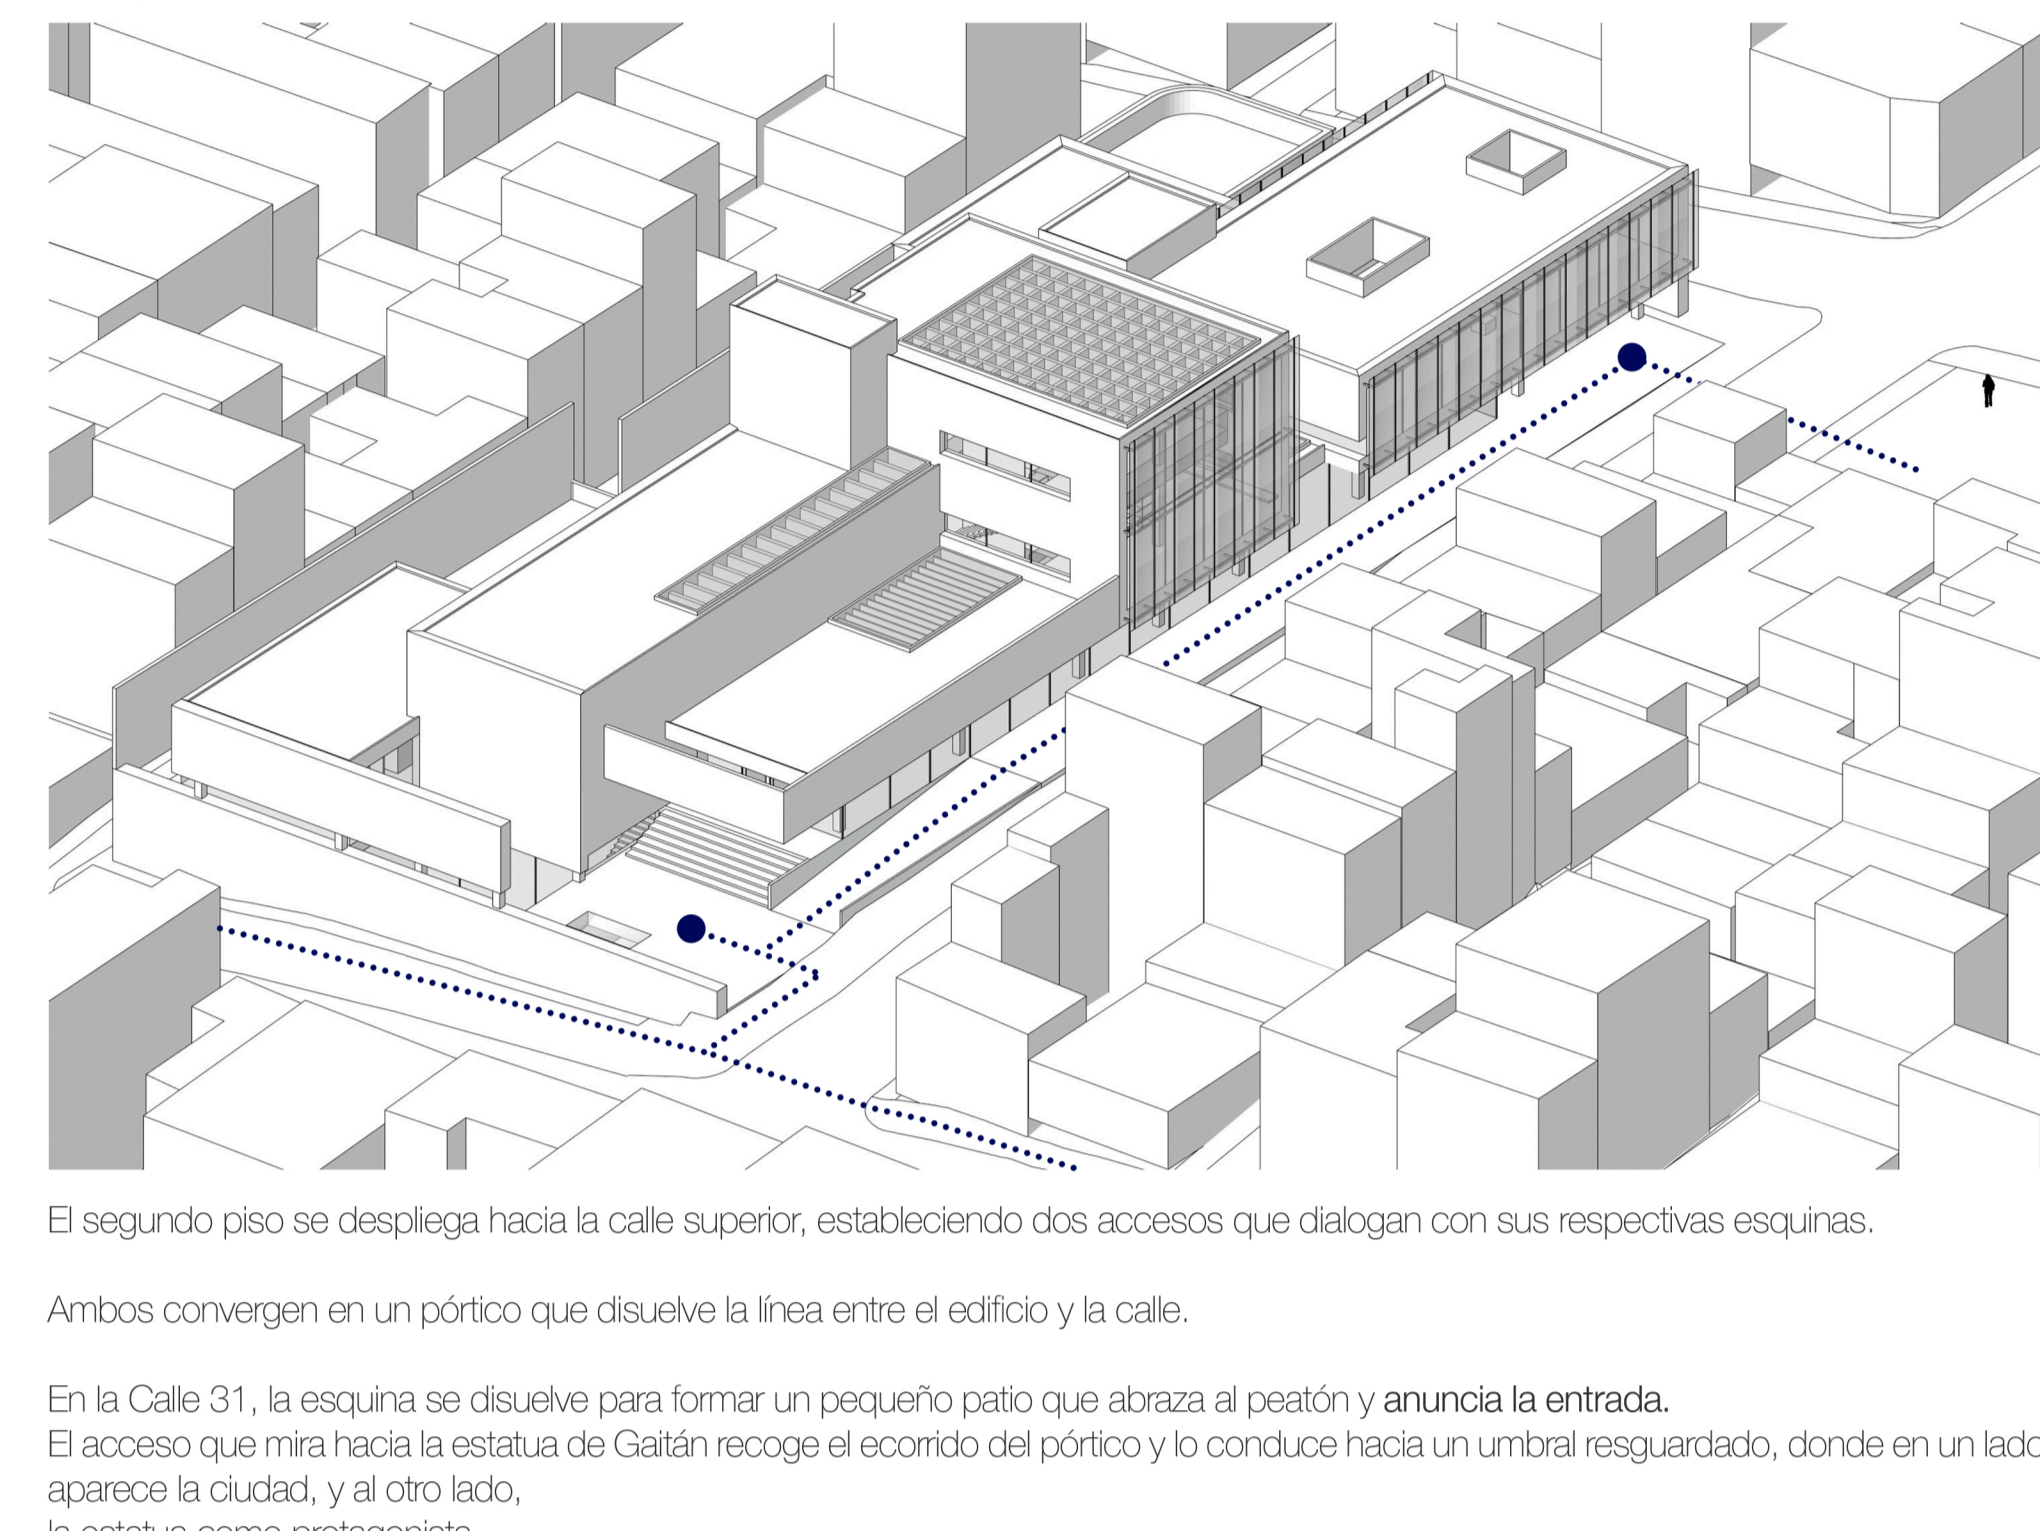 El segundo piso se despliega hacia la calle superior, estableciendo dos accesos que dialogan con sus respectivas esquinas.
Ambos convergen en un pórtico que disuelve la línea entre el edificio y la calle.
En la Calle 31, la esquina se disuelve para formar un pequeño patio que abraza al peatón y anuncia la entrada.
El acceso que mira hacia la estatua de Gaitán recoge el ecorrido del pórtico y lo conduce hacia un umbral resguardado, donde en un lado
aparece la ciudad, y al otro lado,
la estatua como protagonista